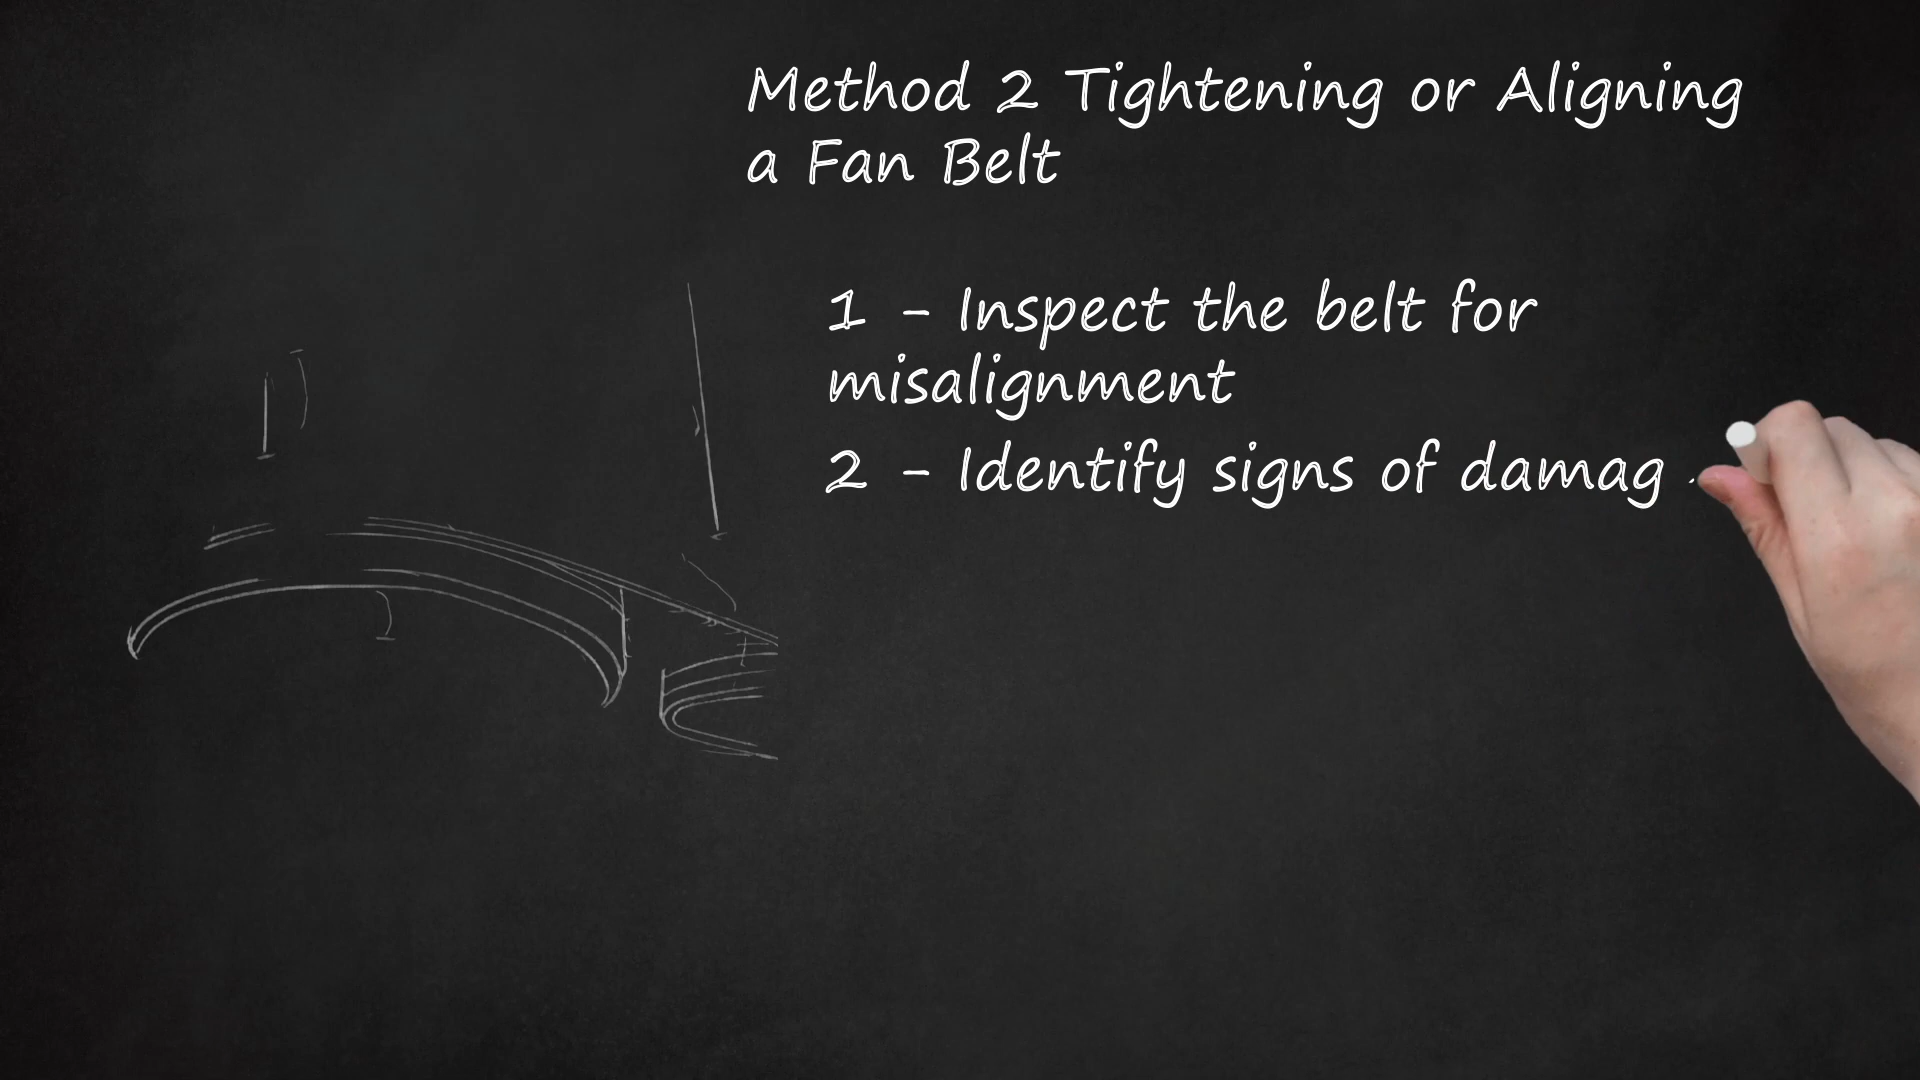 Method 2 Tightening or Aligning
a Fan Belt
1 - Inspect the belt for
misalignment
2 - Identify signs of damag